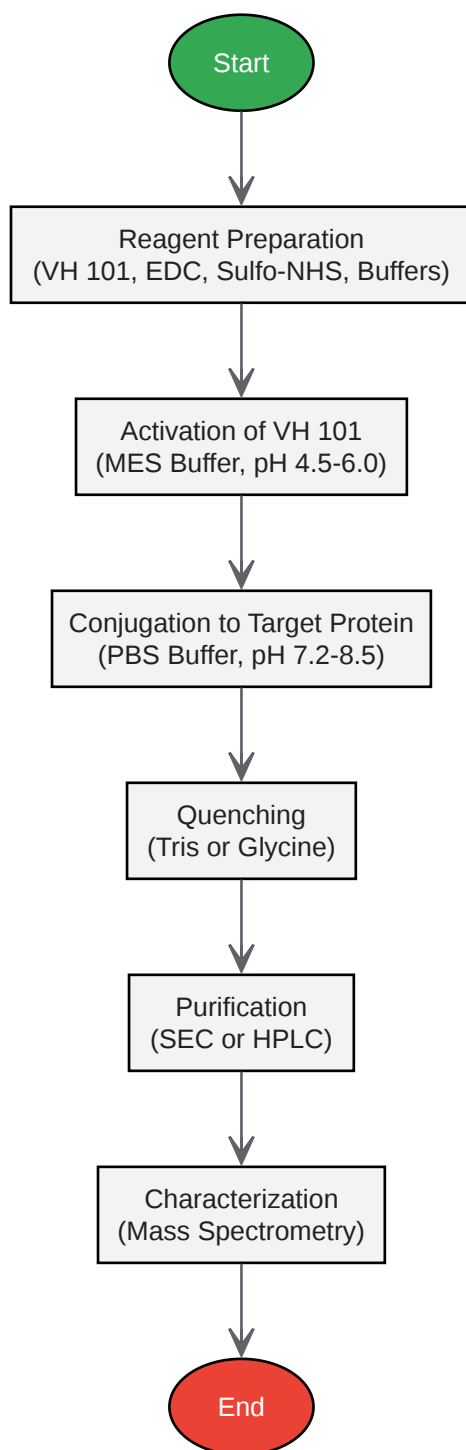 Start
Reagent Preparation
(VH 101, EDC, Sulfo-NHS, Buffers)
Activation of VH 101
(MES Buffer, pH 4.5-6.0)
Conjugation to Target Protein
(PBS Buffer, pH 7.2-8.5)
Quenching
(Tris or Glycine)
Purification
(SEC or HPLC)
Characterization
(Mass Spectrometry)
End